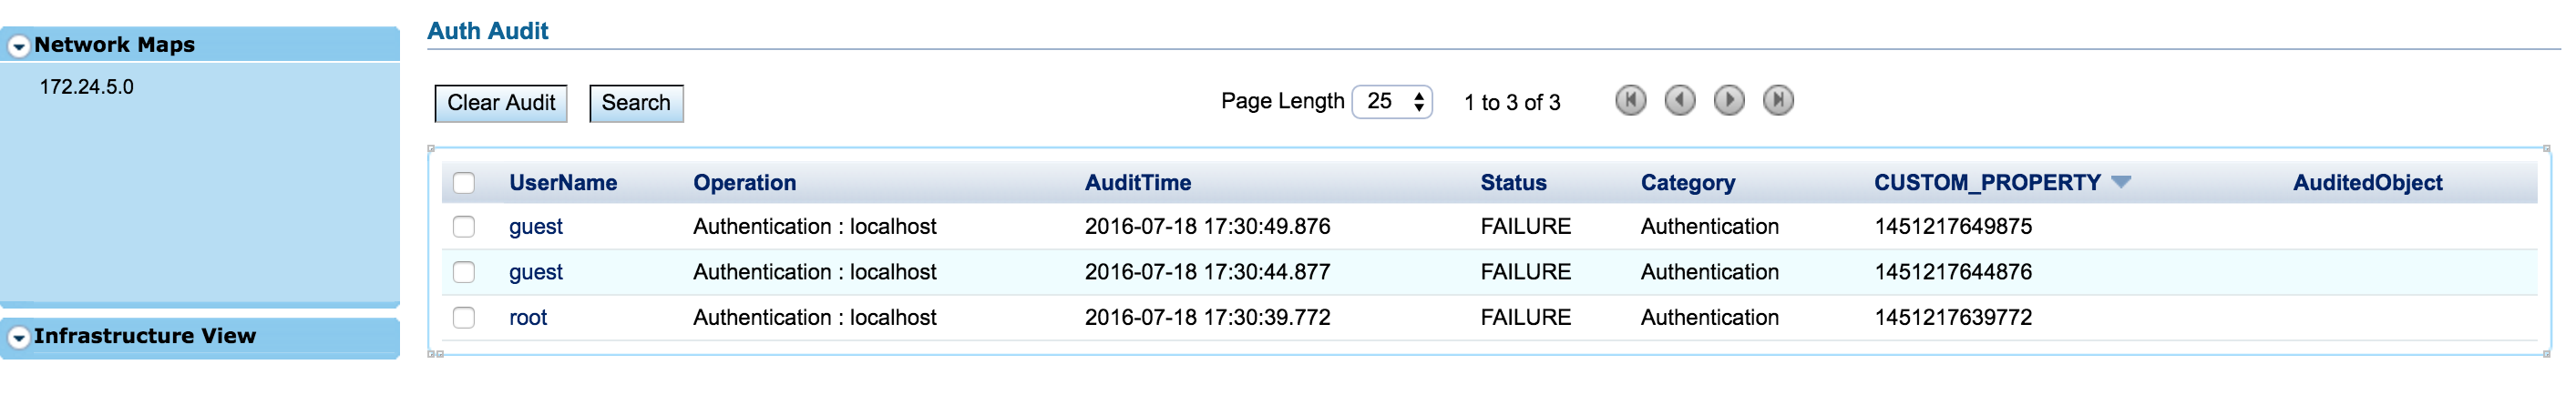 Network Maps
172.24.5.0
Infrastructure View
Auth Audit
Clear Audit Search Page Length 25 1 to 3 of 3
UserName Operation AuditTime Status Category CUSTOM_PROPERTY AuditedObject
guest Authentication : localhost 2016-07-18 17:30:49.876 FAILURE Authentication 1451217649875
guest Authentication : localhost 2016-07-18 17:30:44.877 FAILURE Authentication 1451217644876
root Authentication : localhost 2016-07-18 17:30:39.772 FAILURE Authentication 1451217639772